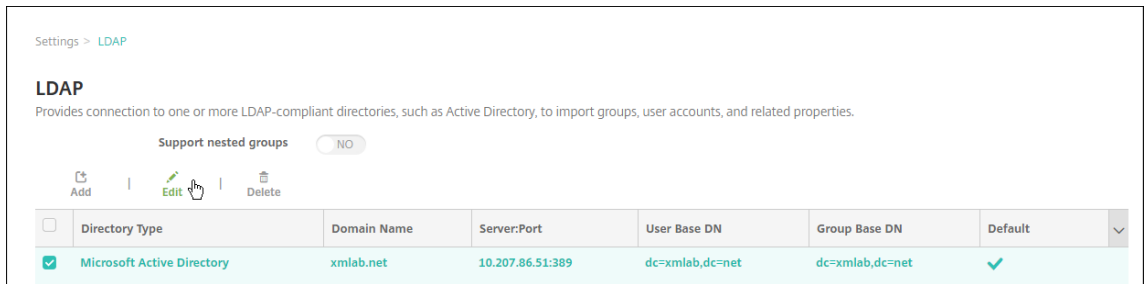 Settings > LDAP
LDAP
Provides connection to one or more LDAP-compliant directories, such as Active Directory, to import groups, user accounts, and related properties.
Support nested groups NO
Add | Edit | Delete
Directory Type Domain Name Server:Port User Base DN Group Base DN Default
Microsoft Active Directory xmlab.net 10.207.86.51:389 dc=xmlab,dc=net dc=xmlab,dc=net